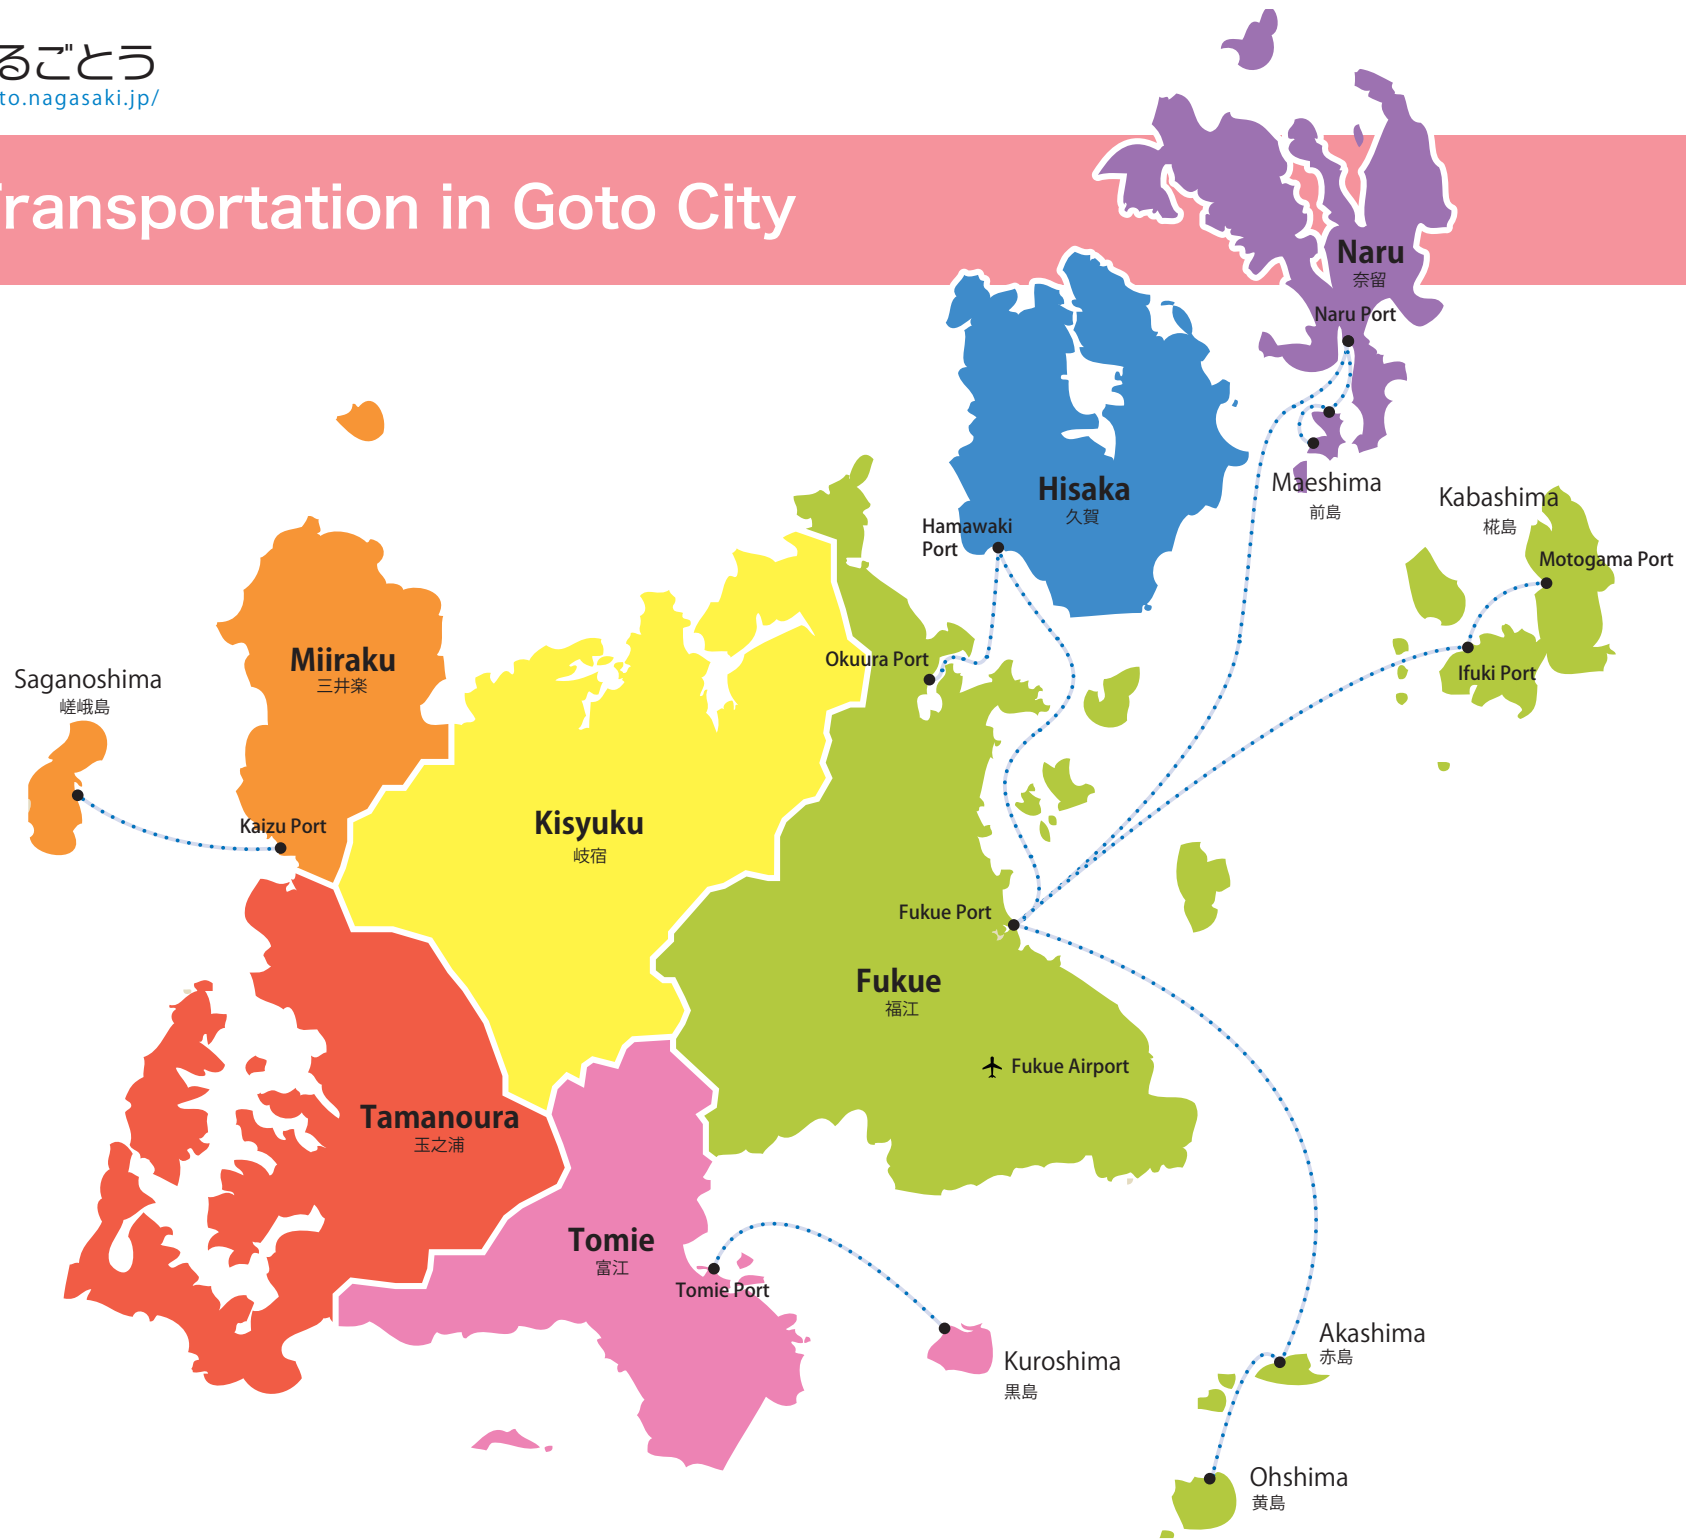 るごとう
to.nagasaki.jp/
Transportation in Goto City
Naru
奈留
Naru Port
Hisaka
久賀
Maeshima
前島
Kabashima
椛島
Hamawaki
Port
Motogama Port
Miiraku
三井楽
Okuura Port
Ifuki Port
Saganoshima
嵯峨島
Kaizu Port
Kisyuku
岐宿
Fukue Port
Fukue
福江
Fukue Airport
Tamanoura
玉之浦
Tomie
富江
Tomie Port
Akashima
赤島
Kuroshima
黒島
Ohshima
黄島